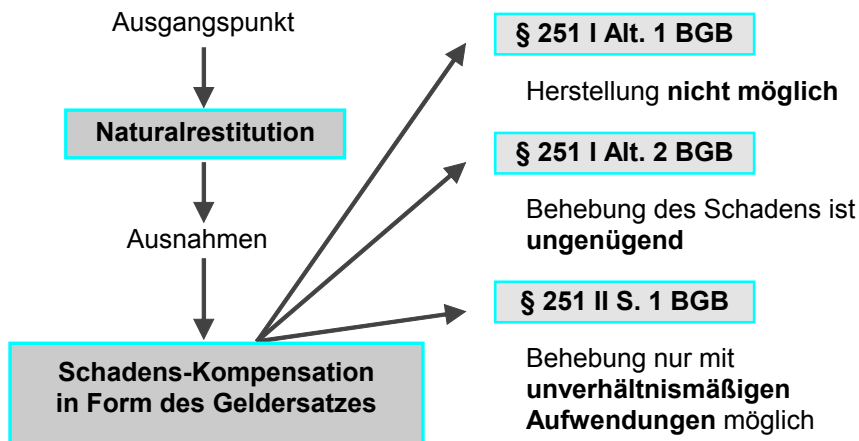 Ausgangspunkt
Naturalrestitution
Ausnahmen
Schadens-Kompensation
in Form des Geldersatzes
§ 251 I Alt. 1 BGB
Herstellung nicht möglich
§ 251 I Alt. 2 BGB
Behebung des Schadens ist
ungenügend
§ 251 II S. 1 BGB
Behebung nur mit
unverhältnismäßigen
Aufwendungen möglich